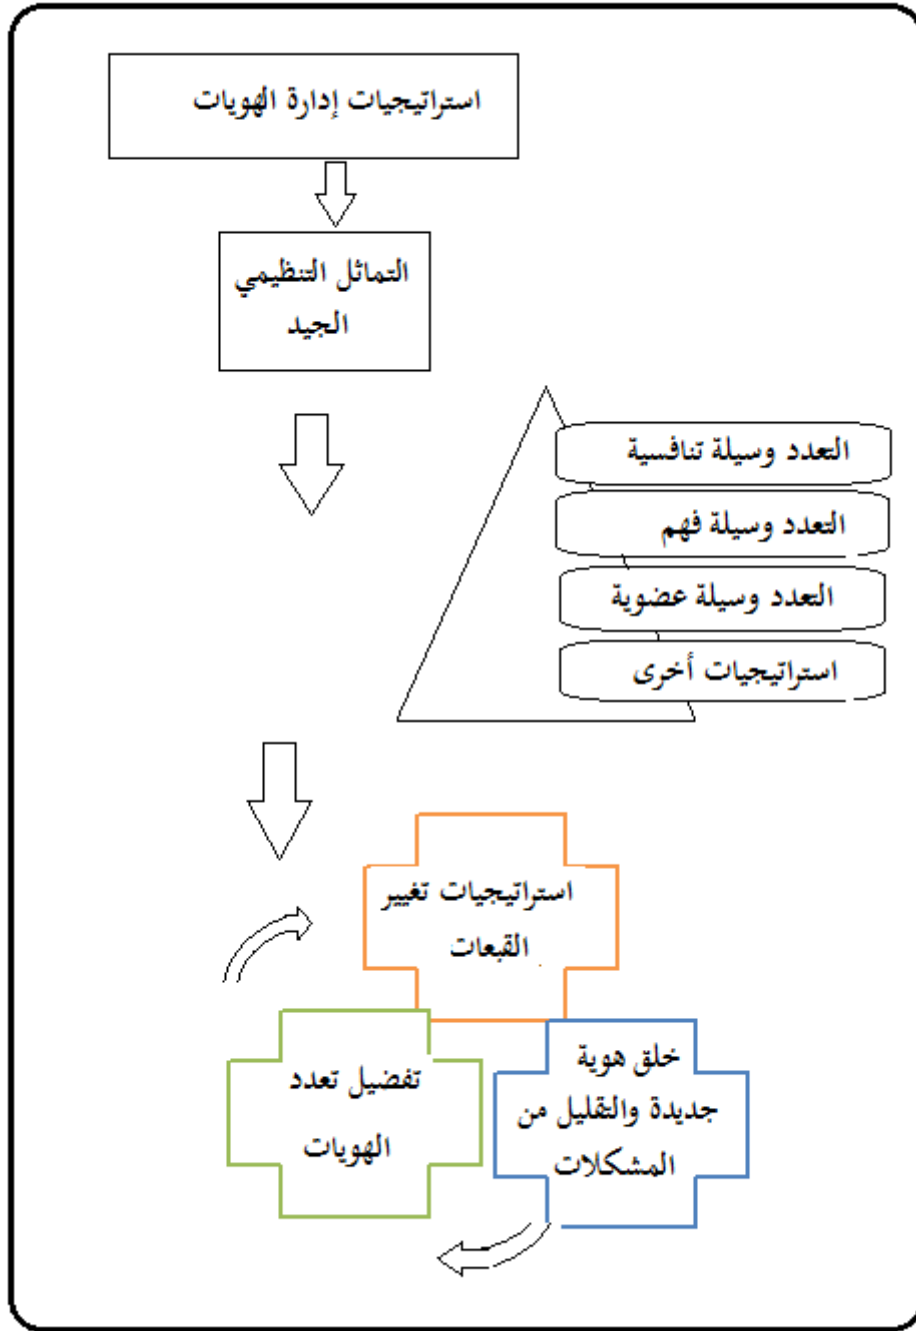 استراتيجيات إدارة الهويات
التماثل التنظيمي
الجيد
التعدد وسيلة تنافسية
التعدد وسيلة فهم
التعدد وسيلة عضوية
استراتيجيات أخرى
استراتيجيات تغيير
القبعات
خلق هوية
جديدة والتقليل من
المشكلات
تفضيل تعدد
الهويات